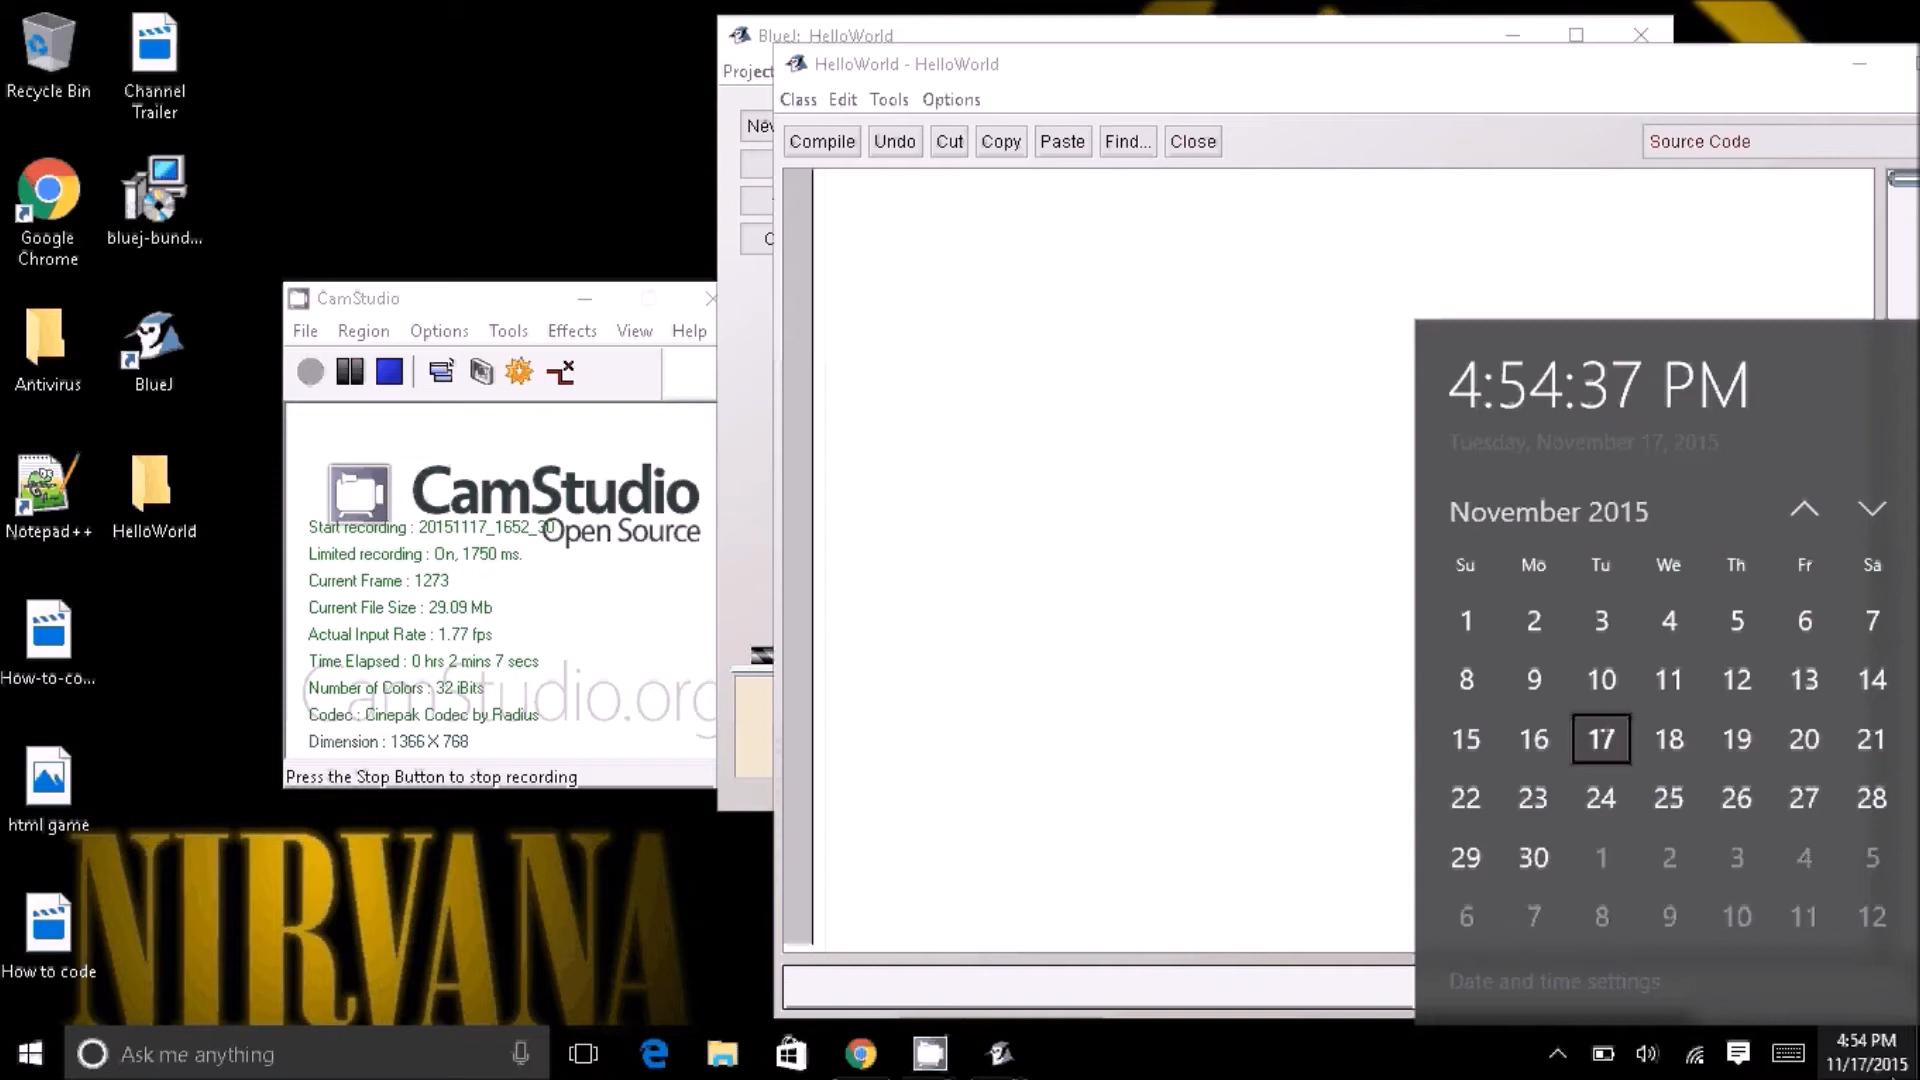 Recycle Bin
Channel
Trailer
Google
Chrome
bluej-bund...
Antivirus
BlueJ
Notepad++
HelloWorld
How-to-co...
html game
How to code
NIRVANA
CamStudio
File Region Options Tools Effects View Help
CamStudio
Open Source
Start recording : 20151117_1652_30
Limited recording : On, 1750 ms.
Current Frame : 1273
Current File Size : 29.09 Mb
Actual Input Rate : 1.77 fps
Time Elapsed : 0 hrs 2 mins 7 secs
CamStudio.org
Number of Colors : 32 iBits
Codec : Cinepak Codec by Radius
Dimension : 1366 X 768
Press the Stop Button to stop recording
BlueJ: HelloWorld
Project
HelloWorld - HelloWorld
Class Edit Tools Options
Compile Undo Cut Copy Paste Find... Close
Source Code
4:54:37 PM
Tuesday, November 17, 2015
November 2015
Su Mo Tu We Th Fr Sa
1 2 3 4 5 6 7
8 9 10 11 12 13 14
15 16 17 18 19 20 21
22 23 24 25 26 27 28
29 30 1 2 3 4 5
6 7 8 9 10 11 12
Date and time settings
Ask me anything
4:54 PM
11/17/2015